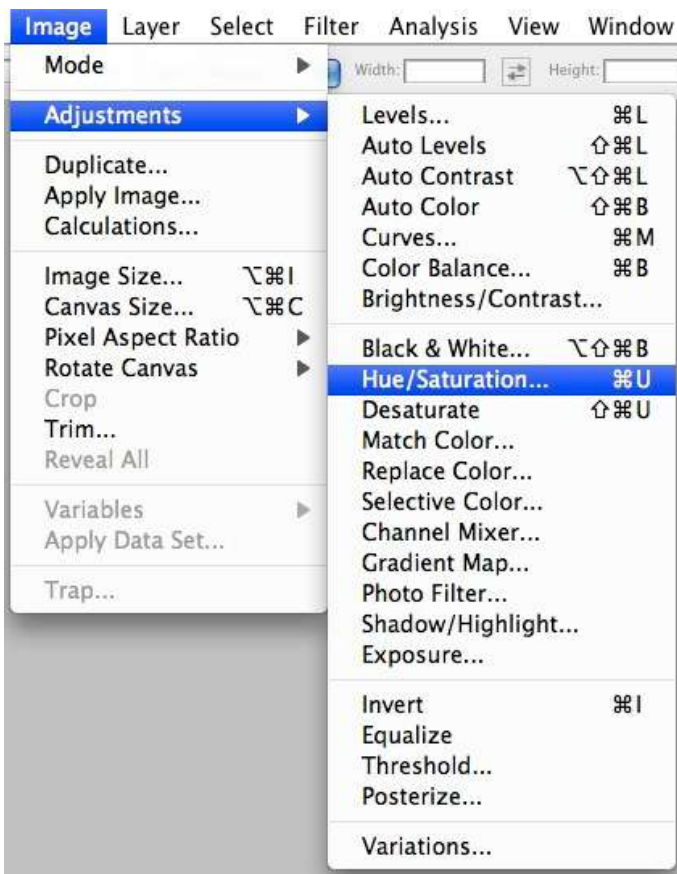 Image Layer Select Filter Analysis View Window
Width: Height:
Mode ▶
Adjustments ▶
Duplicate...
Apply Image...
Calculations...
Image Size... ⌥⌘I
Canvas Size... ⌥⌘C
Pixel Aspect Ratio ▶
Rotate Canvas ▶
Crop
Trim...
Reveal All
Variables ▶
Apply Data Set...
Trap...
Levels... ⌘L
Auto Levels ⇧⌘L
Auto Contrast ⌥⇧⌘L
Auto Color ⇧⌘B
Curves... ⌘M
Color Balance... ⌘B
Brightness/Contrast...
Black & White... ⌥⇧⌘B
Hue/Saturation... ⌘U
Desaturate ⇧⌘U
Match Color...
Replace Color...
Selective Color...
Channel Mixer...
Gradient Map...
Photo Filter...
Shadow/Highlight...
Exposure...
Invert ⌘I
Equalize
Threshold...
Posterize...
Variations...